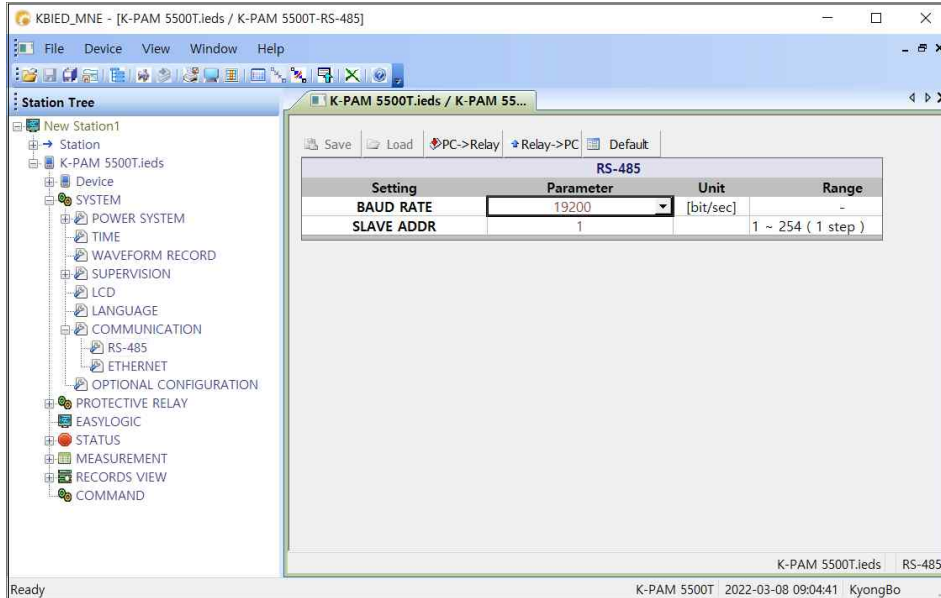 KBIED_MNE - [K-PAM 5500T.ieds / K-PAM 5500T-RS-485]
File Device View Window Help
Station Tree
New Station1
Station
K-PAM 5500T.ieds
Device
SYSTEM
POWER SYSTEM
TIME
WAVEFORM RECORD
SUPERVISION
LCD
LANGUAGE
COMMUNICATION
RS-485
ETHERNET
OPTIONAL CONFIGURATION
PROTECTIVE RELAY
EASYLOGIC
STATUS
MEASUREMENT
RECORDS VIEW
COMMAND
K-PAM 5500T.ieds / K-PAM 55...
Save Load PC->Relay Relay->PC Default
RS-485
Setting Parameter Unit Range
BAUD RATE 19200 [bit/sec] -
SLAVE ADDR 1 1 ~ 254 ( 1 step )
K-PAM 5500T.ieds RS-485
Ready K-PAM 5500T 2022-03-08 09:04:41 KyongBo